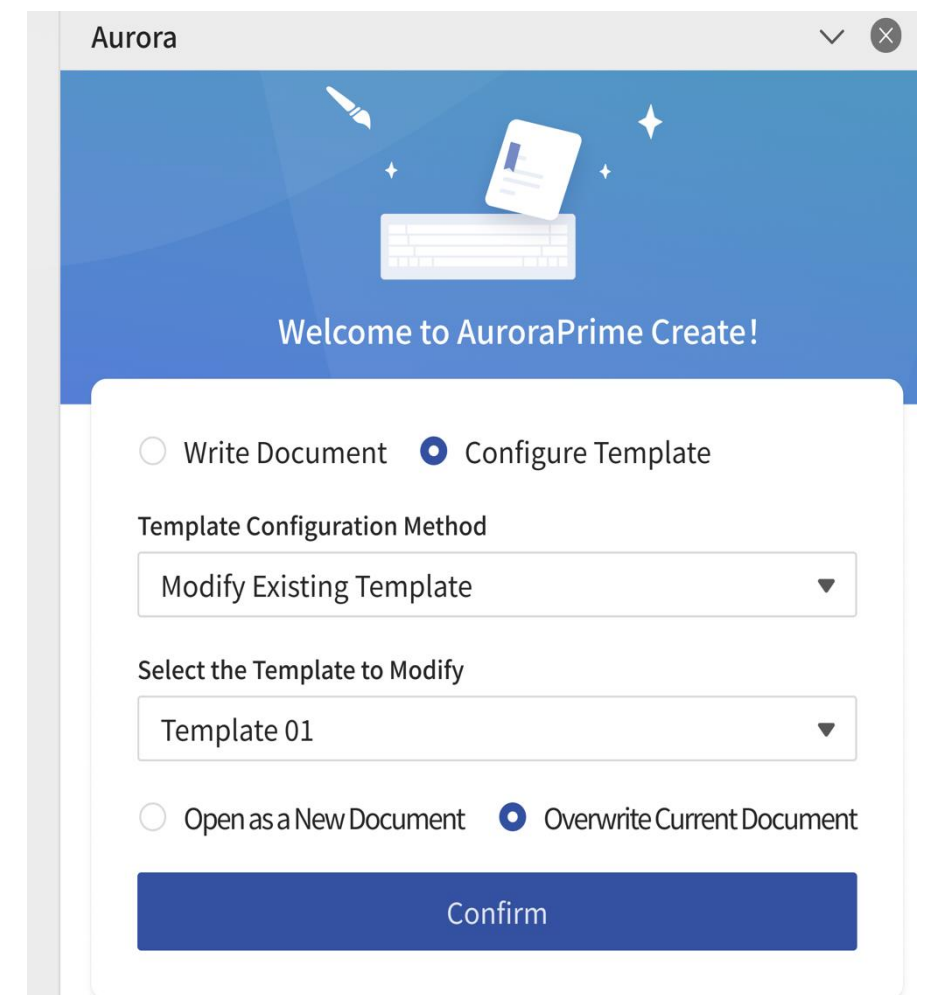 Aurora
Welcome to AuroraPrime Create!
Write Document Configure Template
Template Configuration Method
Modify Existing Template
Select the Template to Modify
Template 01
Open as a New Document Overwrite Current Document
Confirm